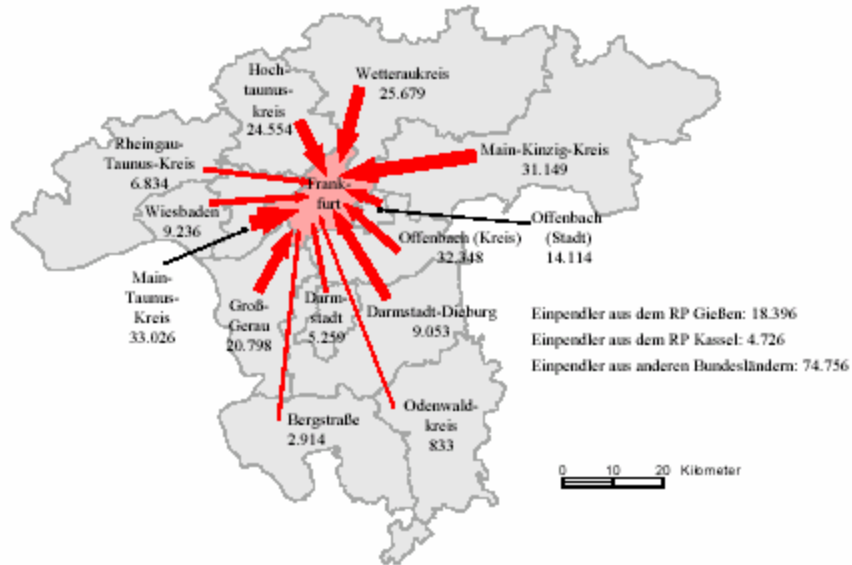 Hoch-
taunus-
kreis
24.554
Wetteraukreis
25.679
Rheingau-
Taunus-Kreis
6.834
Main-Kinzig-Kreis
31.149
Frank-
furt
Wiesbaden
9.236
Offenbach
(Stadt)
14.114
Offenbach (Kreis)
32.348
Main-
Taunus-
Kreis
33.026
Groß-
Gerau
20.798
Darm-
stadt
5.259
Darmstadt-Dieburg
9.053
Einpendler aus dem RP Gießen: 18.396
Einpendler aus dem RP Kassel: 4.726
Einpendler aus anderen Bundesländern: 74.756
Bergstraße
2.914
Odenwald-
kreis
833
0 10 20 Kilometer